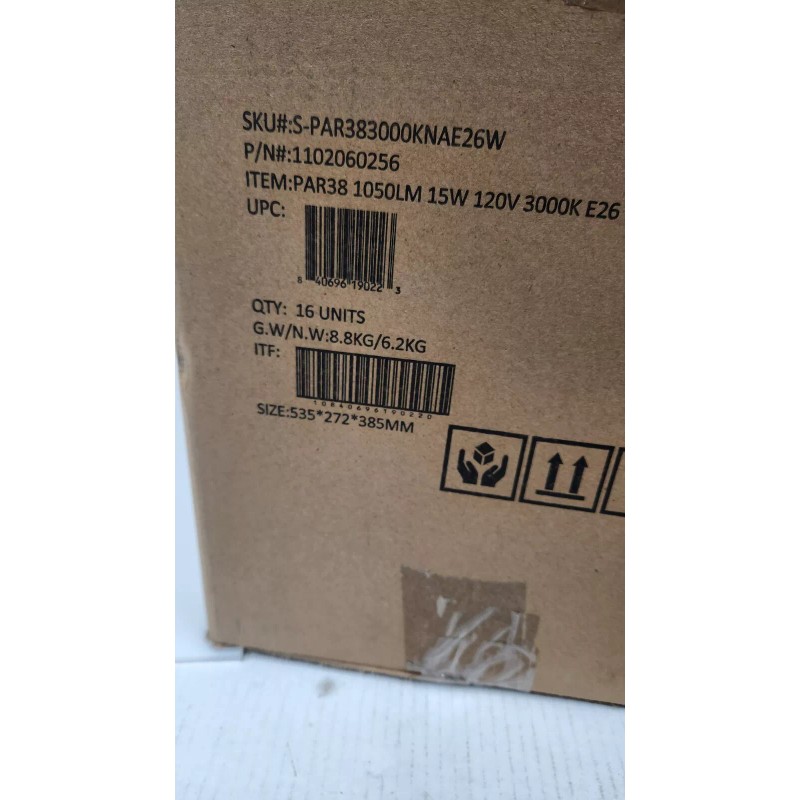 SKU#:S-PAR383000KNAE26W
P/N#:1102060256
ITEM:PAR38 1050LM 15W 120V 3000K E26
UPC:
8 40696 19022 3
QTY: 16 UNITS
G.W/N.W:8.8KG/6.2KG
ITF:
10840696190220
SIZE:535*272*385MM